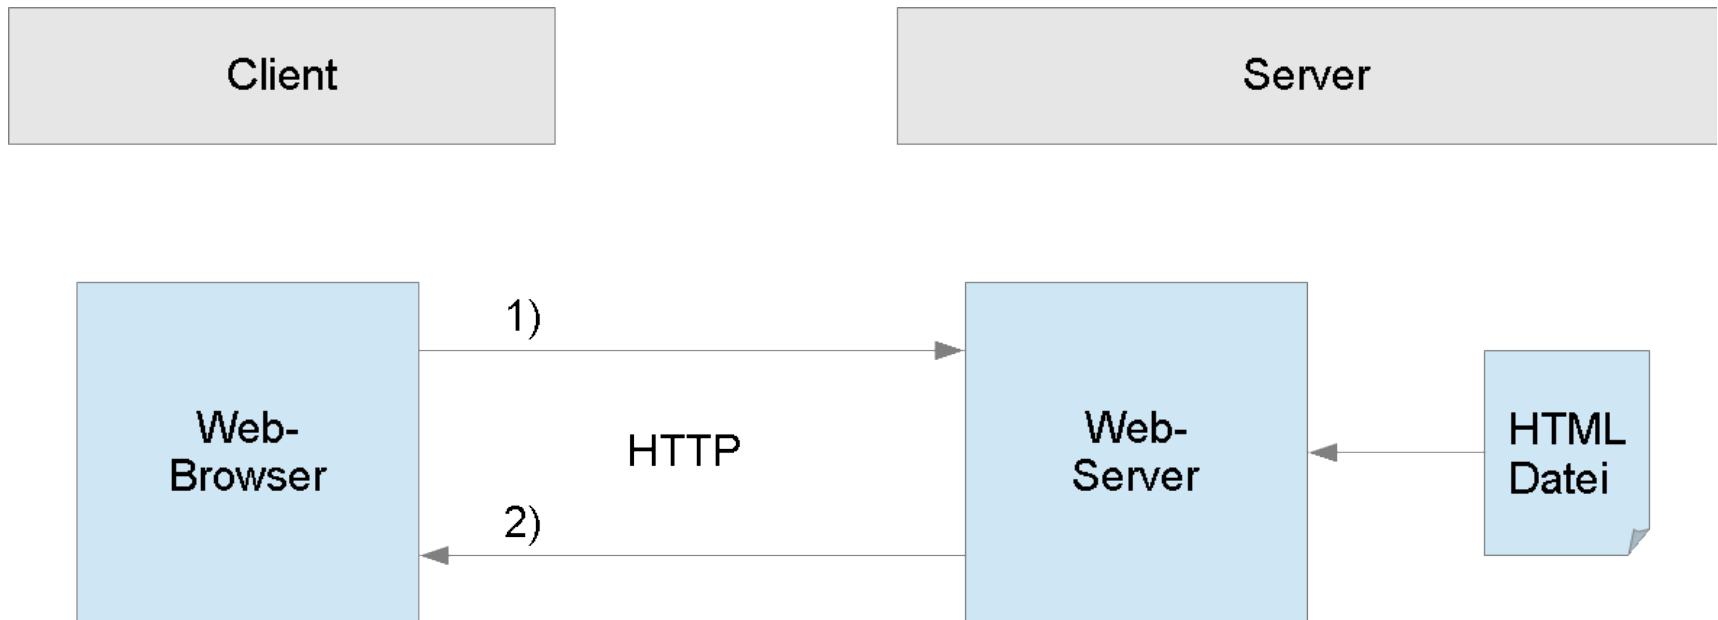 Client
Server
1)
Web-
Browser
HTTP
2)
Web-
Server
HTML
Datei